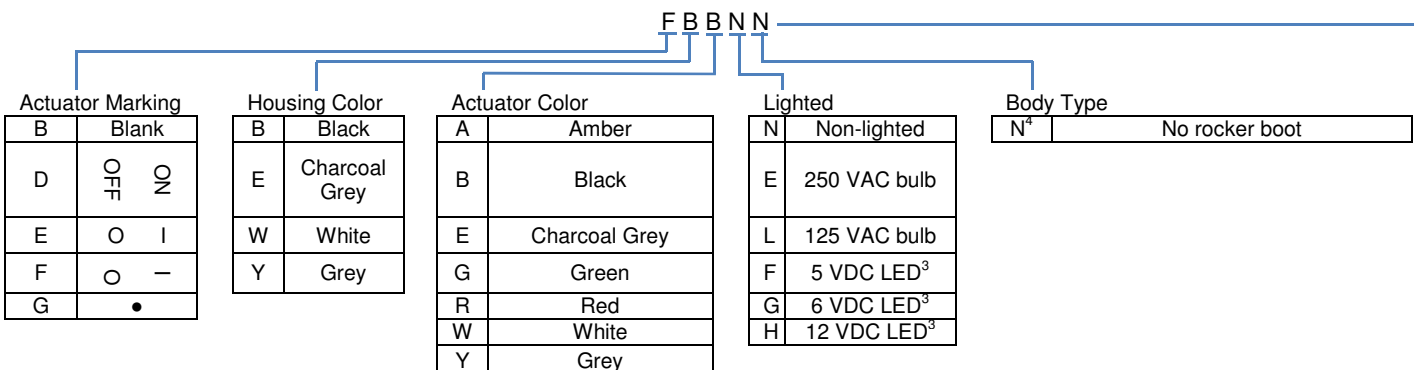 F B B N N
Actuator Marking
B Blank
D OFF ON
E O I
F O –
G ●
Housing Color
B Black
E Charcoal Grey
W White
Y Grey
Actuator Color
A Amber
B Black
E Charcoal Grey
G Green
R Red
W White
Y Grey
Lighted
N Non-lighted
E 250 VAC bulb
L 125 VAC bulb
F 5 VDC LED³
G 6 VDC LED³
H 12 VDC LED³
Body Type
N⁴ No rocker boot